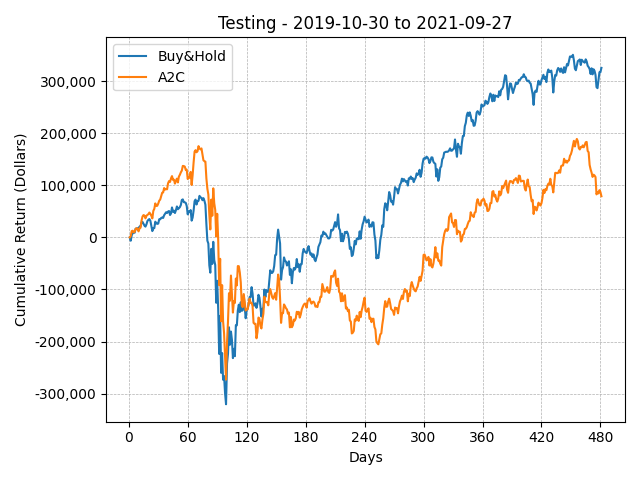 Testing - 2019-10-30 to 2021-09-27
Buy&Hold
A2C
Cumulative Return (Dollars)
300,000
200,000
100,000
0
-100,000
-200,000
-300,000
0 60 120 180 240 300 360 420 480
Days